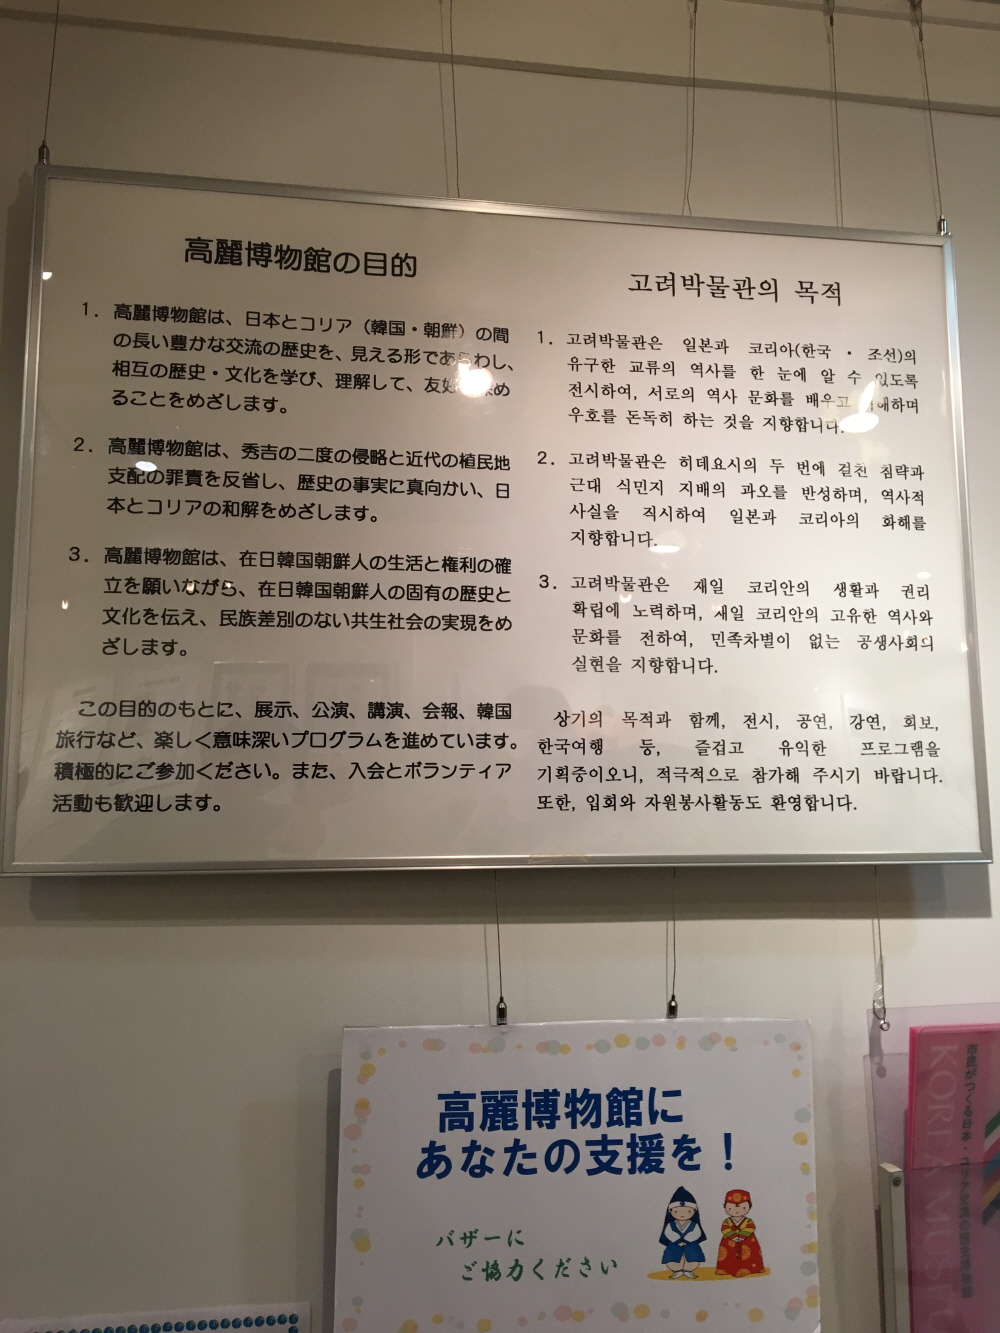 高麗博物館の目的
1. 高麗博物館は、日本とコリア（韓国・朝鮮）の間
の長い豊かな交流の歴史を、見える形であらわし、
相互の歴史・文化を学び、理解して、友好
ることをめざします。
2. 高麗博物館は、秀吉の二度の侵略と近代の植民地
支配の罪責を反省し、歴史の事実に真向かい、日
本とコリアの和解をめざします。
3. 高麗博物館は、在日韓国朝鮮人の生活と権利の確
立を願いながら、在日韓国朝鮮人の固有の歴史と
文化を伝え、民族差別のない共生社会の実現をめ
ざします。
この目的のもとに、展示、公演、講演、会報、韓国
旅行など、楽しく意味深いプログラムを進めています。
積極的にご参加ください。また、入会とボランティア
活動も歓迎します。
고려박물관의 목적
1. 고려박물관은 일본과 코리아(한국 · 조선)의
유구한 교류의 역사를 한 눈에 알 수 있도록
전시하여, 서로의 역사 문화를 배우고
우호를 돈독히 하는 것을 지향합니다.
2. 고려박물관은 히데요시의 두 번에 걸친 침략과
근대 식민지 지배의 과오를 반성하며, 역사적
사실을 직시하여 일본과 코리아의 화해를
지향합니다.
3. 고려박물관은 재일 코리안의 생활과 권리
확립에 노력하며, 재일 코리안의 고유한 역사와
문화를 전하여, 민족차별이 없는 공생사회의
실현을 지향합니다.
상기의 목적과 함께, 전시, 공연, 강연, 회보,
한국여행 등, 즐겁고 유익한 프로그램을
기획중이오니, 적극적으로 참가해 주시기 바랍니다.
또한, 입회와 자원봉사활동도 환영합니다.
高麗博物館に
あなたの支援を！
バザーに
ご協力ください
市民がつくる日本・コリア交流の歴史博物館
KOREA MUSE